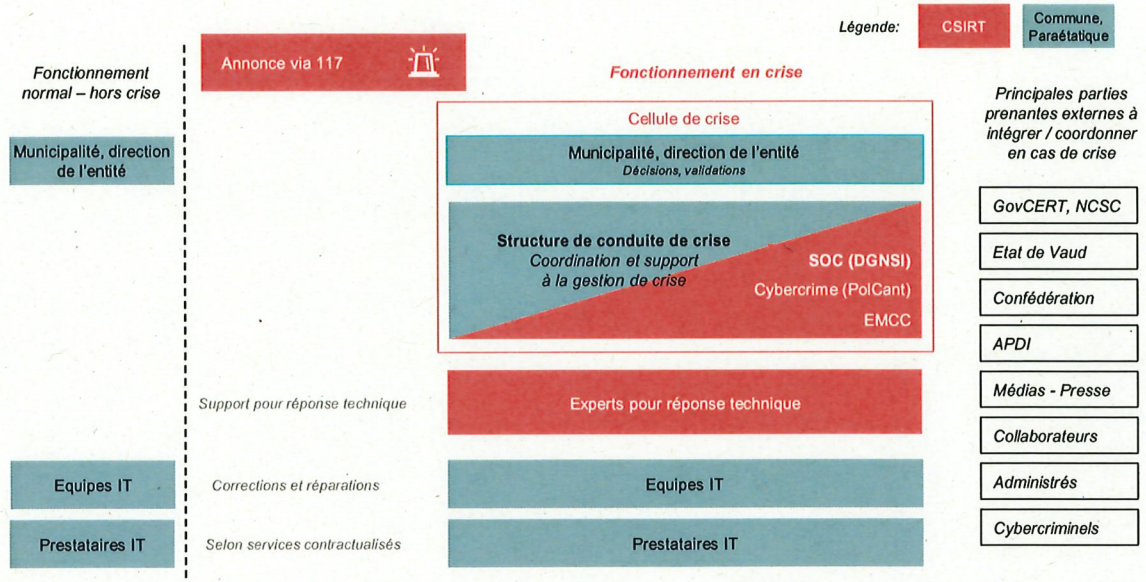 Légende:
CSIRT
Commune,
Paraétatique
Fonctionnement
normal – hors crise
Municipalité, direction
de l'entité
Equipes IT
Prestataires IT
Annonce via 117
Support pour réponse technique
Corrections et réparations
Selon services contractualisés
Fonctionnement en crise
Cellule de crise
Municipalité, direction de l'entité
Décisions, validations
Structure de conduite de crise
Coordination et support
à la gestion de crise
SOC (DGNSI)
Cybercrime (PolCant)
EMCC
Experts pour réponse technique
Equipes IT
Prestataires IT
Principales parties
prenantes externes à
intégrer / coordonner
en cas de crise
GovCERT, NCSC
Etat de Vaud
Confédération
APDI
Médias - Presse
Collaborateurs
Administrés
Cybercriminels